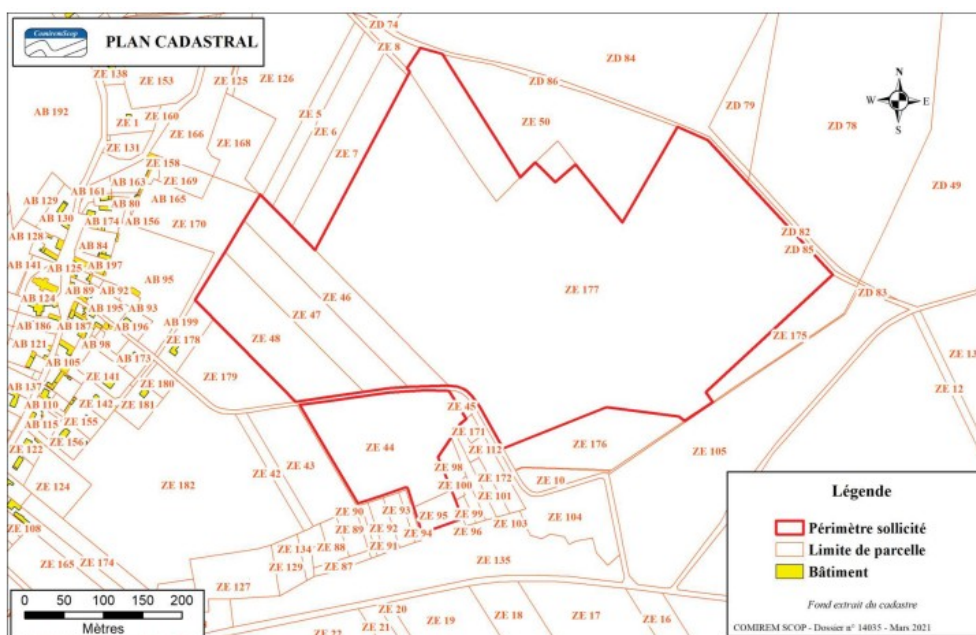 ComiremScop
PLAN CADASTRAL
ZD 74
ZE 8
ZD 84
ZE 138
ZE 153
ZE 125
ZE 126
ZD 86
ZD 79
ZD 78
N
W E
S
AB 192
ZE 1
ZE 160
ZE 5
ZE 50
ZE 131
ZE 166
ZE 6
ZE 168
ZE 7
ZE 158
AB 163
ZE 169
AB 161
AB 129
AB 80
AB 165
ZD 49
AB 130
AB 174
AB 156
ZE 170
AB 128
AB 84
ZD 82
ZD 85
AB 141
AB 125
AB 197
AB 95
ZE 46
ZE 177
ZD 83
AB 124
AB 89
AB 92
AB 195
AB 93
ZE 47
AB 186
AB 187
AB 196
AB 199
ZE 178
ZE 48
ZE 175
AB 121
AB 98
AB 105
AB 173
ZE 13
ZE 141
ZE 179
AB 137
ZE 180
ZE 12
AB 110
ZE 142
ZE 181
ZE 45
AB 115
ZE 155
ZE 171
ZE 156
ZE 44
ZE 112
ZE 176
ZE 105
ZE 122
ZE 43
ZE 98
ZE 42
ZE 172
ZE 10
ZE 124
ZE 182
ZE 100
ZE 101
ZE 90
ZE 93
ZE 95
ZE 99
ZE 103
ZE 104
ZE 108
ZE 89
ZE 92
ZE 94
ZE 96
ZE 134
ZE 88
ZE 91
ZE 165
ZE 174
ZE 129
ZE 87
ZE 135
ZE 127
0 50 100 150 200
Mètres
ZE 20
ZE 19
ZE 18
ZE 17
ZE 16
ZE 21
ZE 22
Légende
Périmètre sollicité
Limite de parcelle
Bâtiment
Fond extrait du cadastre
COMIREM SCOP - Dossier n° 14035 - Mars 2021